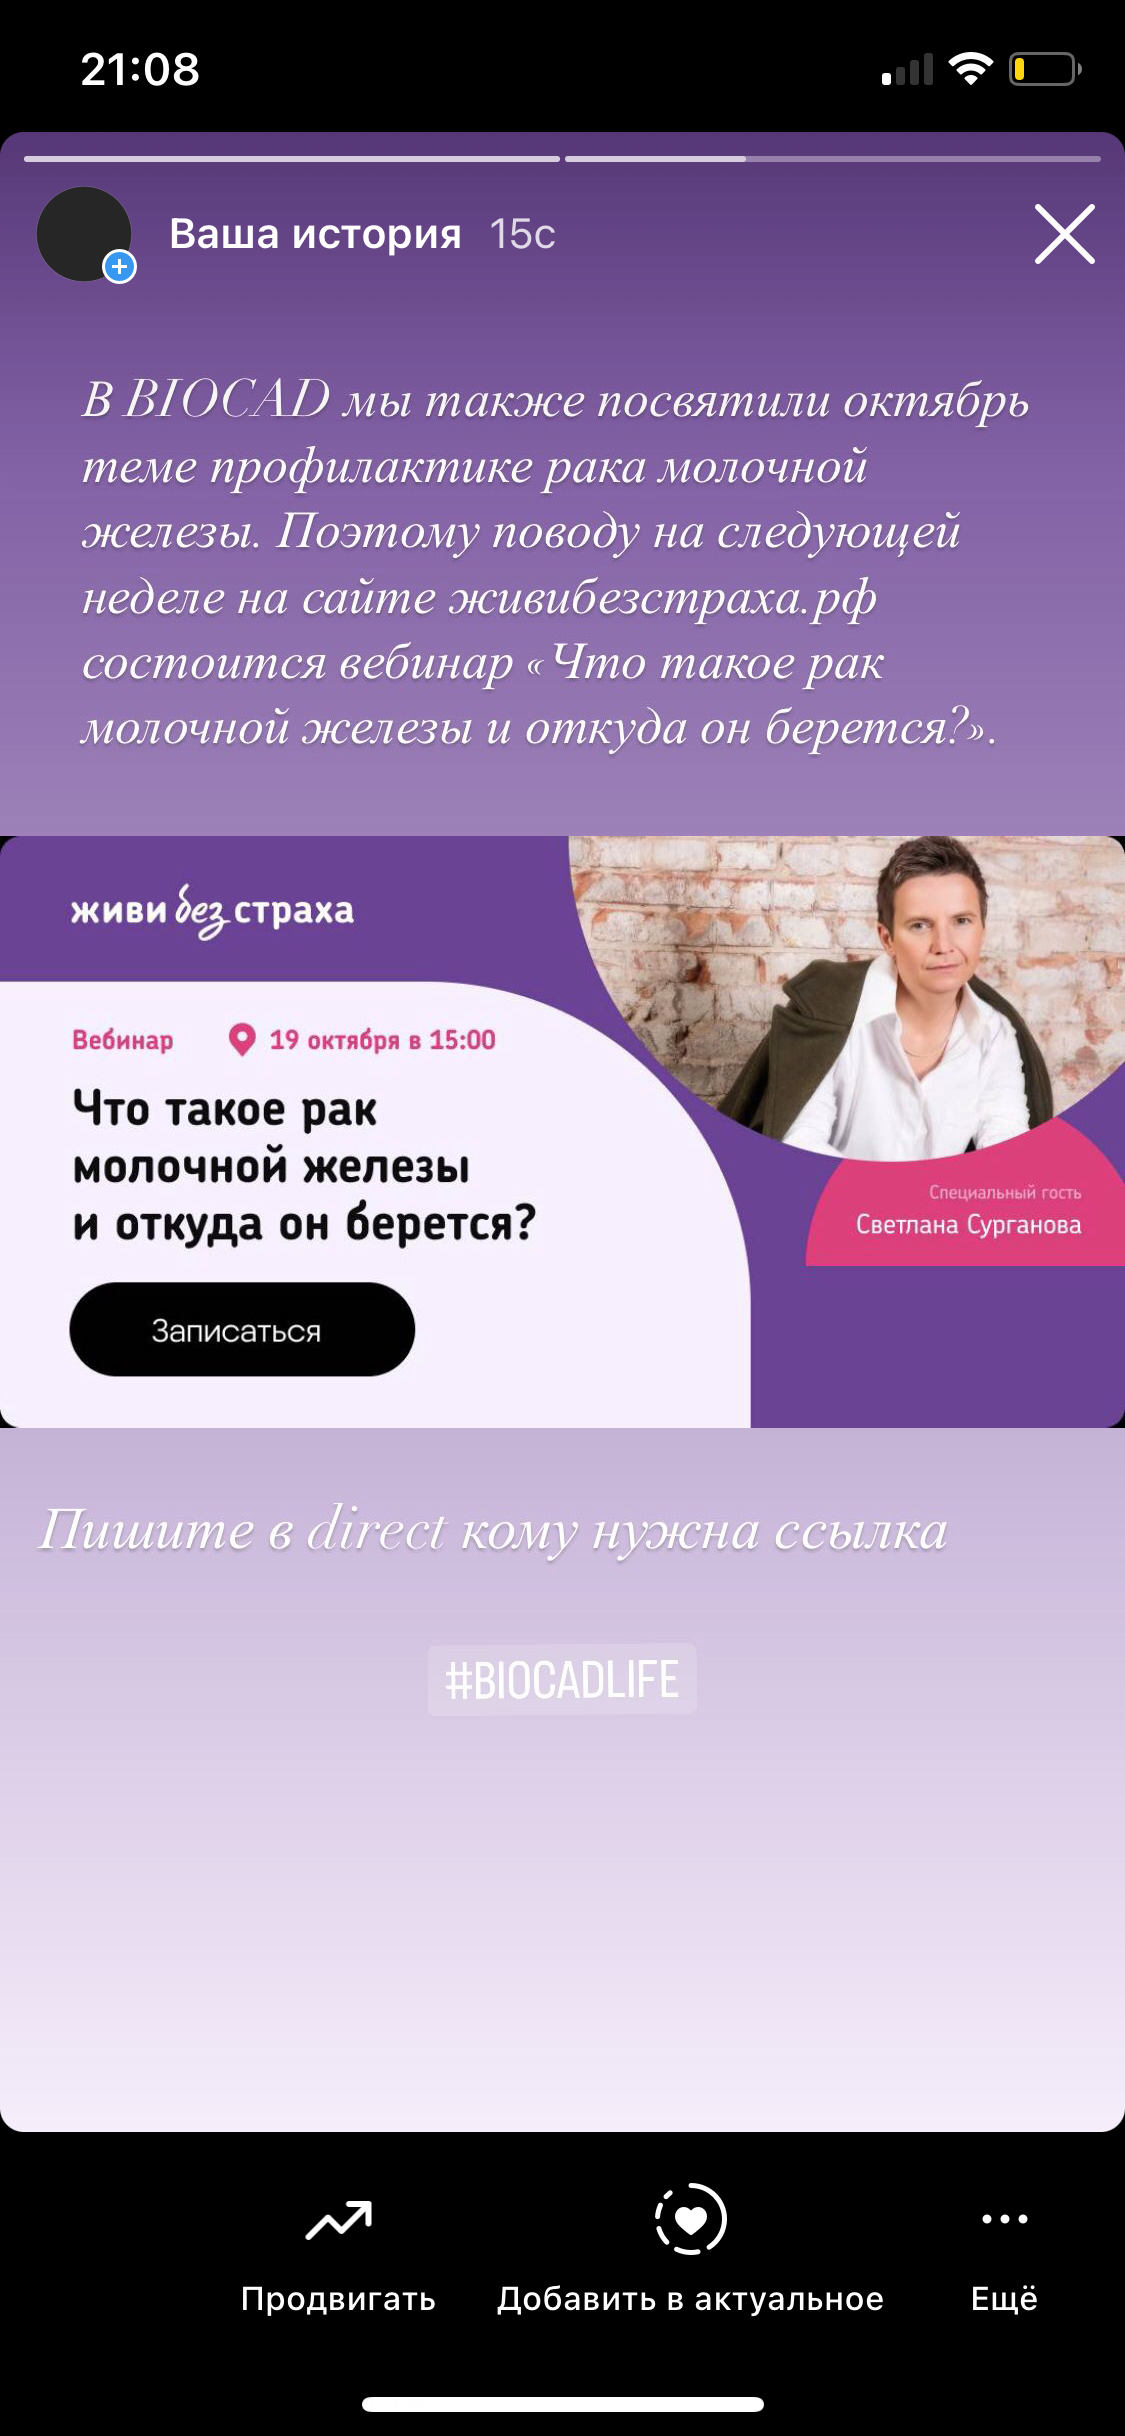 21:08
Ваша история 15с
В BIOCAD мы также посвятили октябрь
теме профилактике рака молочной
железы. Поэтому поводу на следующей
неделе на сайте живибезстраха.рф
состоится вебинар «Что такое рак
молочной железы и откуда он берется?».
живи без страха
Вебинар 19 октября в 15:00
Что такое рак
молочной железы
и откуда он берется?
Специальный гость
Светлана Сурганова
Записаться
Пишите в direct кому нужна ссылка
#BIOCADLIFE
Продвигать Добавить в актуальное Ещё